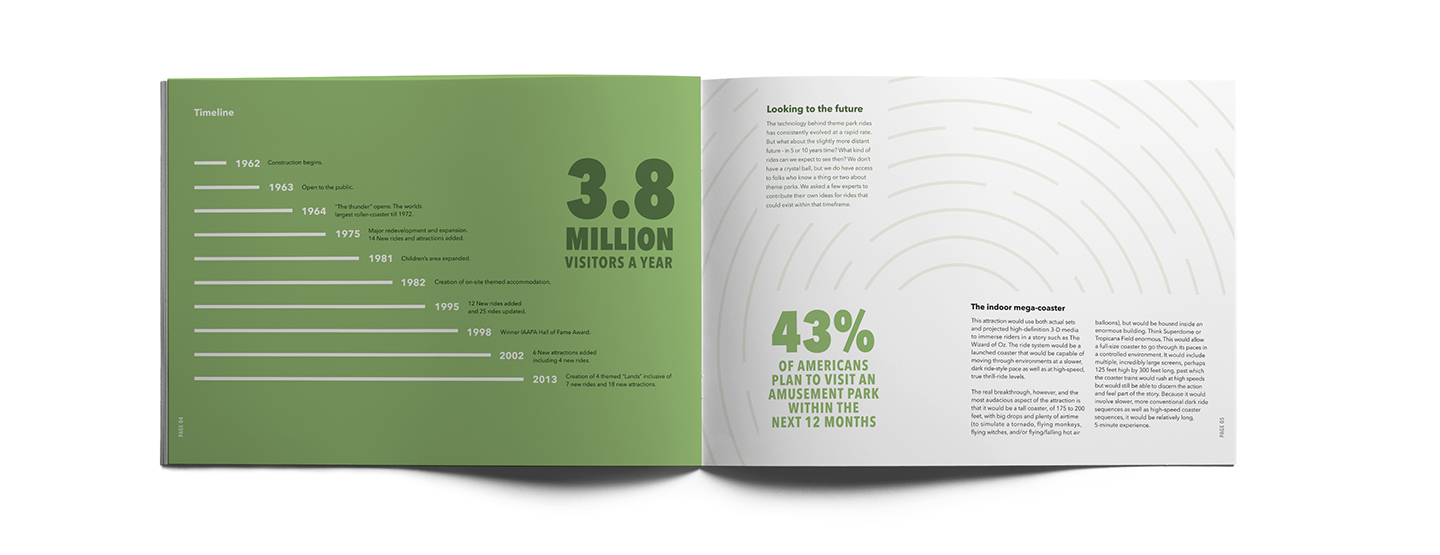 Timeline
1962 Construction begins.
1963 Open to the public.
1964 "The thunder" opens. The worlds
largest roller-coaster till 1972.
1975 Major redevelopment and expansion.
14 New rides and attractions added.
1981 Children's area expanded.
1982 Creation of on-site themed accommodation.
1995 12 New rides added
and 25 rides updated.
1998 Winner IAAPA Hall of Fame Award.
2002 6 New attractions added
including 4 new rides.
2013 Creation of 4 themed "Lands" inclusive of
7 new rides and 18 new attractions.
3.8
MILLION
VISITORS A YEAR
PAGE 04
Looking to the future
The technology behind theme park rides
has consistently evolved at a rapid rate.
But what about the slightly more distant
future - in 5 or 10 years time? What kind of
rides can we expect to see then? We don't
have a crystal ball, but we do have access
to folks who know a thing or two about
theme parks. We asked a few experts to
contribute their own ideas for rides that
could exist within that timeframe.
43%
OF AMERICANS
PLAN TO VISIT AN
AMUSEMENT PARK
WITHIN THE
NEXT 12 MONTHS
The indoor mega-coaster
This attraction would use both actual sets
and projected high-definition 3-D media
to immerse riders in a story such as The
Wizard of Oz. The ride system would be a
launched coaster that would be capable of
moving through environments at a slower,
dark ride-style pace as well as at high-speed,
true thrill-ride levels.
The real breakthrough, however, and the
most audacious aspect of the attraction is
that it would be a tall coaster, of 175 to 200
feet, with big drops and plenty of airtime
(to simulate a tornado, flying monkeys,
flying witches, and/or flying/falling hot air
balloons), but would be housed inside an
enormous building. Think Superdome or
Tropicana Field enormous. This would allow
a full-size coaster to go through its paces in
a controlled environment. It would include
multiple, incredibly large screens, perhaps
125 feet high by 300 feet long, past which
the coaster trains would rush at high speeds
but would still be able to discern the action
and feel part of the story. Because it would
involve slower, more conventional dark ride
sequences as well as high-speed coaster
sequences, it would be relatively long,
5-minute experience.
PAGE 05